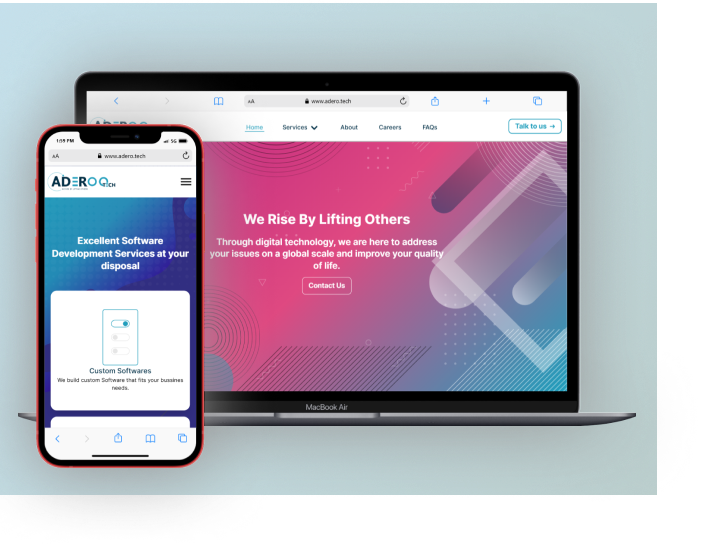 AA
www.adero.tech
Home
Services
About
Careers
FAQs
Talk to us →
We Rise By Lifting Others
Through digital technology, we are here to address
your issues on a global scale and improve your quality
of life.
Contact Us
MacBook Air
1:59 PM
5G
AA
www.adero.tech
ADERO
TECH
Excellent Software
Development Services at your
disposal
Custom Softwares
We build custom Software that fits your bussines
needs.